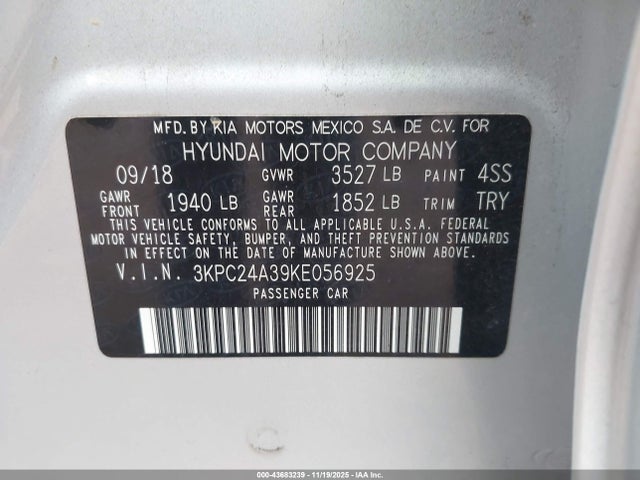 MFD. BY KIA MOTORS MEXICO S.A. DE C.V. FOR
HYUNDAI MOTOR COMPANY
09/18 GVWR 3527 LB PAINT 4SS
GAWR FRONT 1940 LB GAWR REAR 1852 LB TRIM TRY
THIS VEHICLE CONFORMS TO ALL APPLICABLE U.S.A. FEDERAL
MOTOR VEHICLE SAFETY, BUMPER, AND THEFT PREVENTION STANDARDS
IN EFFECT ON THE DATE OF MANUFACTURE SHOWN ABOVE.
V.I.N. 3KPC24A39KE056925
PASSENGER CAR
000-43683239 - 11/19/2025 - IAAI.com